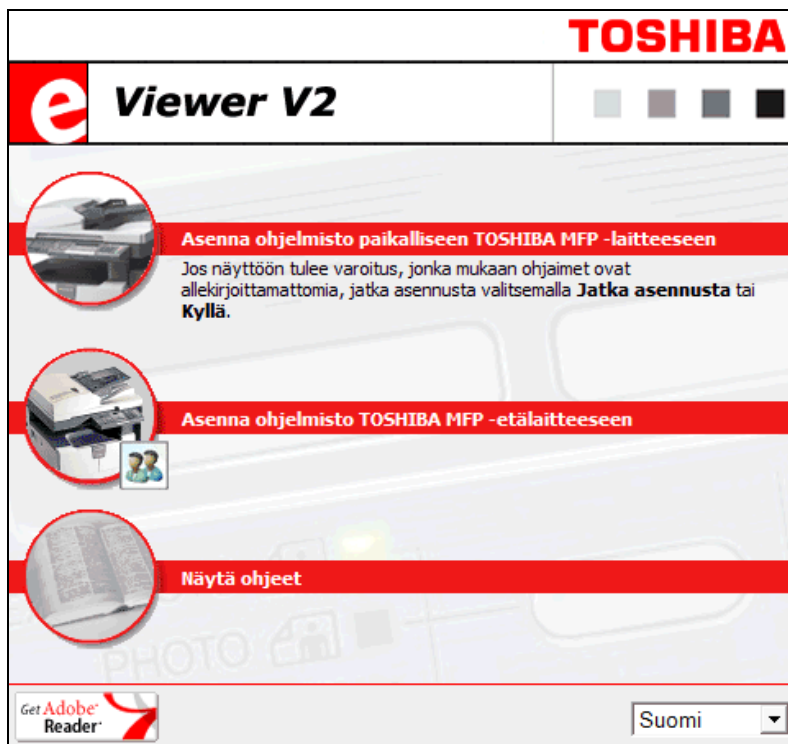 TOSHIBA
e Viewer V2
Asenna ohjelmisto paikalliseen TOSHIBA MFP -laitteeseen
Jos näyttöön tulee varoitus, jonka mukaan ohjaimet ovat
allekirjoittamattomia, jatka asennusta valitsemalla Jatka asennusta tai
Kyllä.
Asenna ohjelmisto TOSHIBA MFP -etälaitteeseen
Näytä ohjeet
PHOTO
Get Adobe
Reader
Suomi